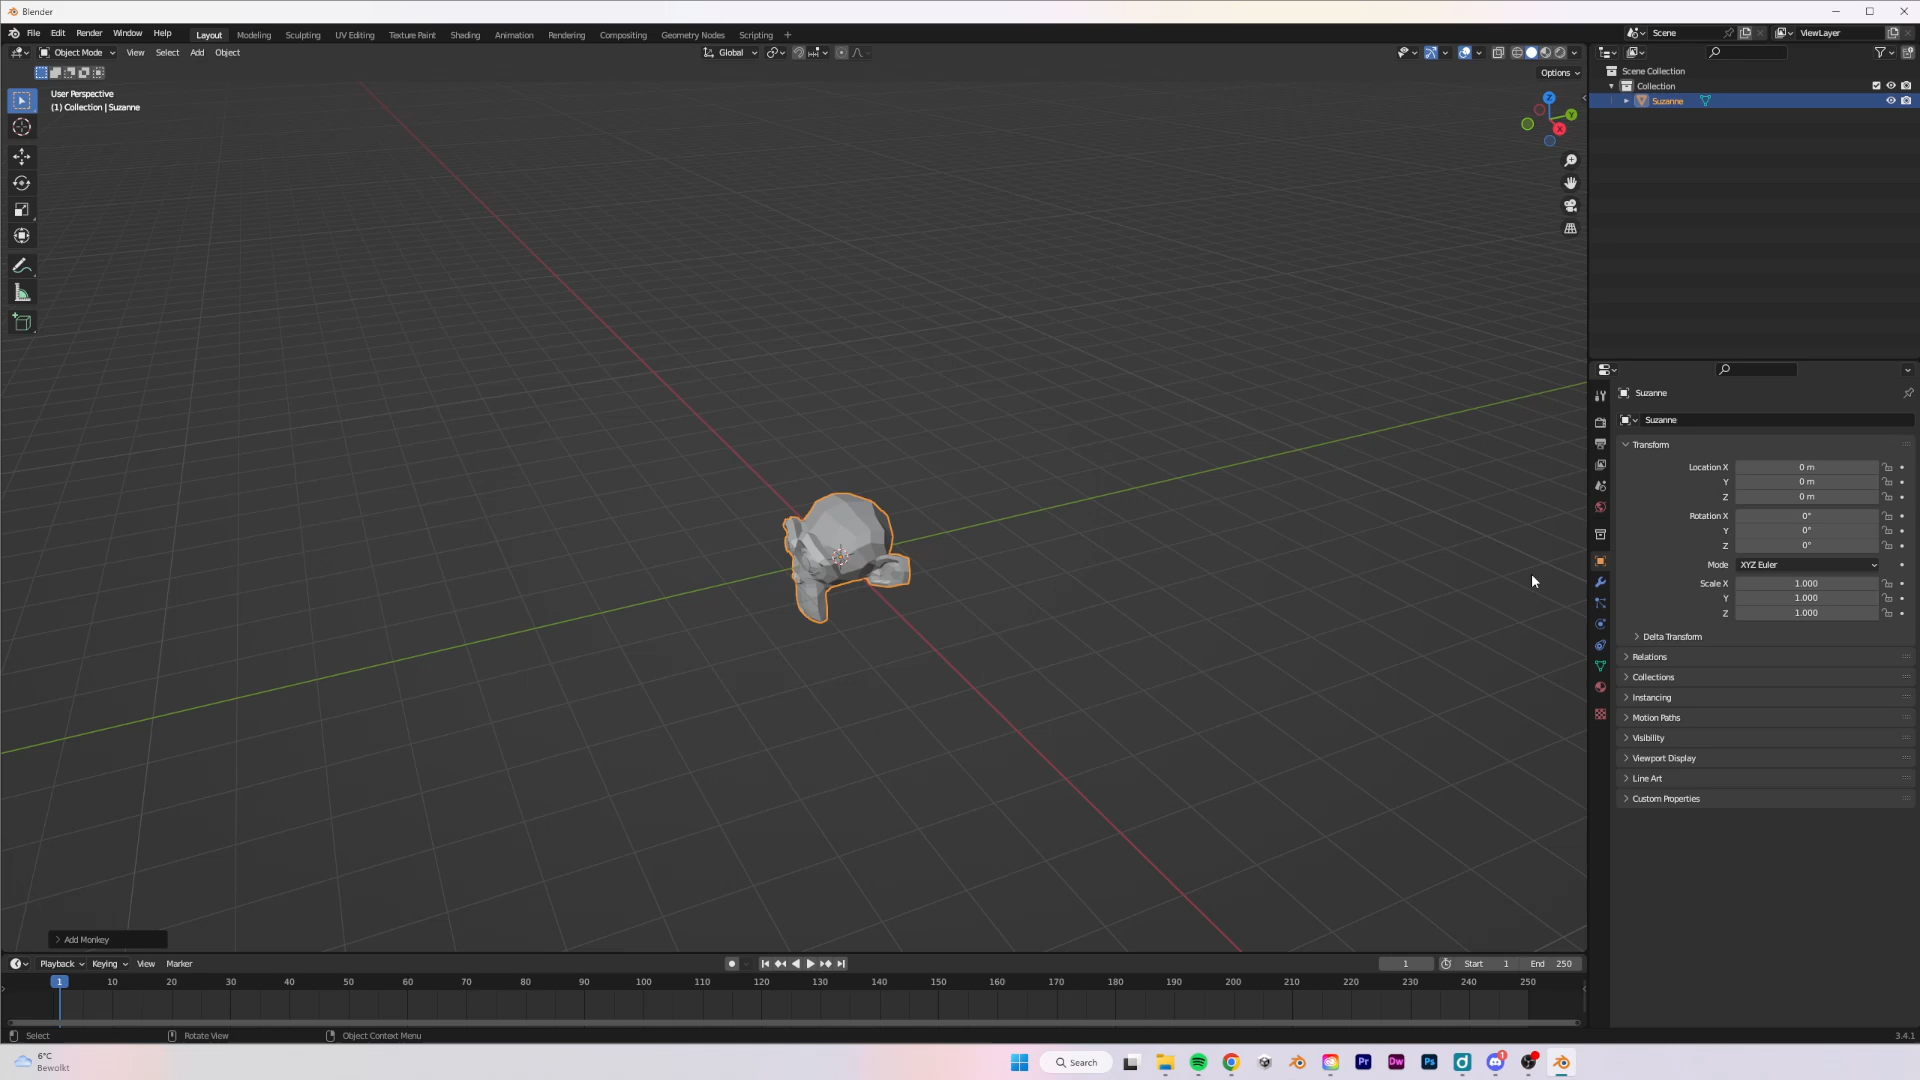 Blender
File Edit Render Window Help Layout Modeling Sculpting UV Editing Texture Paint Shading Animation Rendering Compositing Geometry Nodes Scripting + Scene ViewLayer
Object Mode View Select Add Object Global
Options
User Perspective
(1) Collection | Suzanne
Z
Y
X
Scene Collection
Collection
Suzanne
Suzanne
Suzanne
Transform
Location X 0 m
Y 0 m
Z 0 m
Rotation X 0°
Y 0°
Z 0°
Mode XYZ Euler
Scale X 1.000
Y 1.000
Z 1.000
Delta Transform
Relations
Collections
Instancing
Motion Paths
Visibility
Viewport Display
Line Art
Custom Properties
Add Monkey
Playback Keying View Marker 1 Start 1 End 250
1 10 20 30 40 50 60 70 80 90 100 110 120 130 140 150 160 170 180 190 200 210 220 230 240 250
Select Rotate View Object Context Menu 3.4.1
6°C
Bewolkt
Search Pr Dw Ps d 1